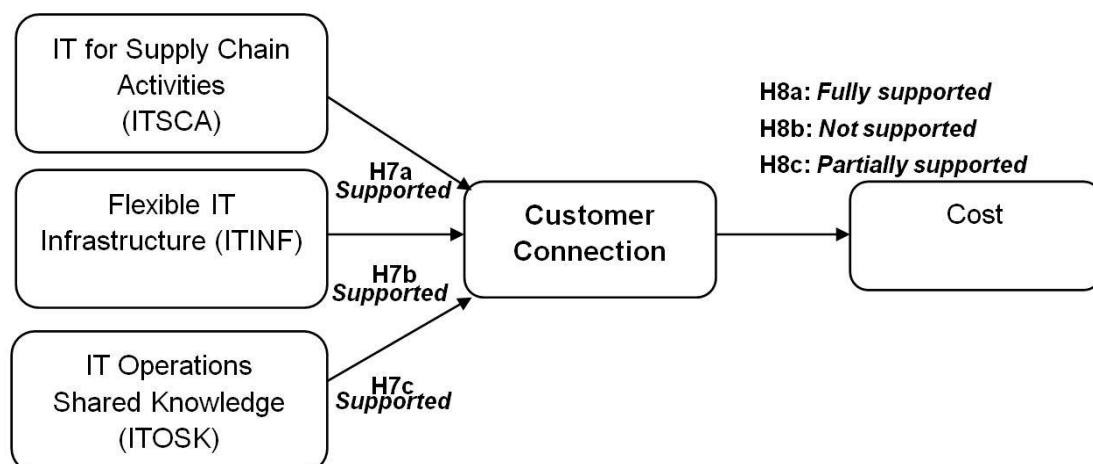 IT for Supply Chain
Activities
(ITSCA)
H8a: Fully supported
H8b: Not supported
H8c: Partially supported
H7a
Supported
Flexible IT
Infrastructure (ITINF)
Customer
Connection
Cost
H7b
Supported
IT Operations
Shared Knowledge
(ITOSK)
H7c
Supported